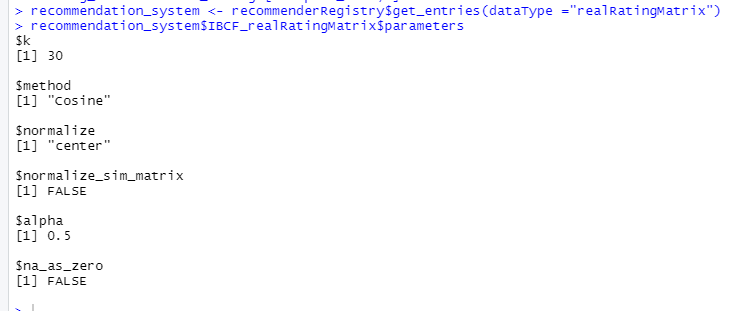 > recommendation_system <- recommenderRegistry$get_entries(dataType ="realRatingMatrix")
> recommendation_system$IBCF_realRatingMatrix$parameters
$k
[1] 30
$method
[1] "cosine"
$normalize
[1] "center"
$normalize_sim_matrix
[1] FALSE
$alpha
[1] 0.5
$na_as_zero
[1] FALSE
>